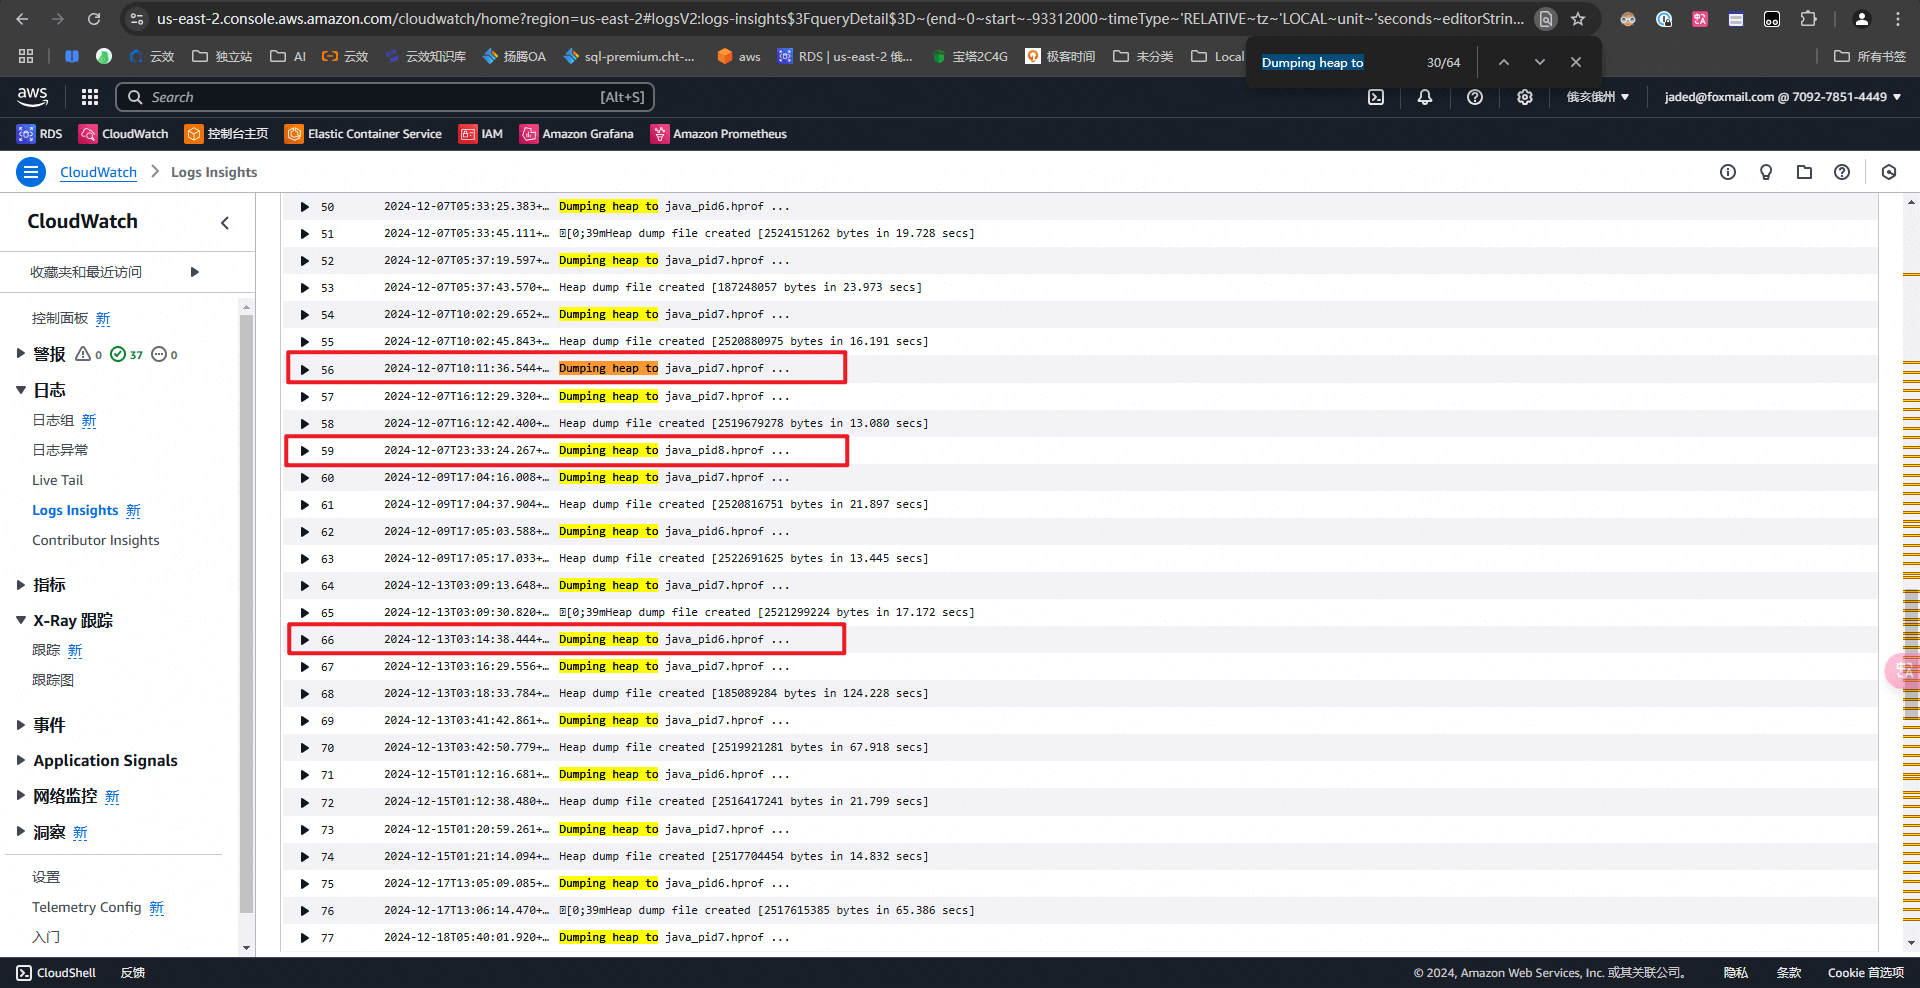 us-east-2.console.aws.amazon.com/cloudwatch/home?region=us-east-2#logsV2:logs-insights$3FqueryDetail$3D~(end~0~start~-93312000~timeType~'RELATIVE~tz~'LOCAL~unit~'seconds~editorStrin...
云效
独立站
AI
云效
云效知识库
扬腾OA
sql-premium.cht-...
aws
RDS | us-east-2 俄...
宝塔2C4G
极客时间
未分类
Local
所有书签
Dumping heap to
30/64
aws
Search
[Alt+S]
俄亥俄州
jaded@foxmail.com @ 7092-7851-4449
RDS
CloudWatch
控制台主页
Elastic Container Service
IAM
Amazon Grafana
Amazon Prometheus
CloudWatch
Logs Insights
CloudWatch
收藏夹和最近访问
控制面板 新
警报 0 37 0
日志
日志组 新
日志异常
Live Tail
Logs Insights 新
Contributor Insights
指标
X-Ray 跟踪
跟踪 新
跟踪图
事件
Application Signals
网络监控 新
洞察 新
设置
Telemetry Config 新
入门
50 2024-12-07T05:33:25.383+… Dumping heap to java_pid6.hprof ...
51 2024-12-07T05:33:45.111+… [0;39mHeap dump file created [2524151262 bytes in 19.728 secs]
52 2024-12-07T05:37:19.597+… Dumping heap to java_pid7.hprof ...
53 2024-12-07T05:37:43.570+… Heap dump file created [187248057 bytes in 23.973 secs]
54 2024-12-07T10:02:29.652+… Dumping heap to java_pid7.hprof ...
55 2024-12-07T10:02:45.843+… Heap dump file created [2520880975 bytes in 16.191 secs]
56 2024-12-07T10:11:36.544+… Dumping heap to java_pid7.hprof ...
57 2024-12-07T16:12:29.320+… Dumping heap to java_pid7.hprof ...
58 2024-12-07T16:12:42.400+… Heap dump file created [2519679278 bytes in 13.080 secs]
59 2024-12-07T23:33:24.267+… Dumping heap to java_pid8.hprof ...
60 2024-12-09T17:04:16.008+… Dumping heap to java_pid7.hprof ...
61 2024-12-09T17:04:37.904+… Heap dump file created [2520816751 bytes in 21.897 secs]
62 2024-12-09T17:05:03.588+… Dumping heap to java_pid6.hprof ...
63 2024-12-09T17:05:17.033+… Heap dump file created [2522691625 bytes in 13.445 secs]
64 2024-12-13T03:09:13.648+… Dumping heap to java_pid7.hprof ...
65 2024-12-13T03:09:30.820+… [0;39mHeap dump file created [2521299224 bytes in 17.172 secs]
66 2024-12-13T03:14:38.444+… Dumping heap to java_pid6.hprof ...
67 2024-12-13T03:16:29.556+… Dumping heap to java_pid7.hprof ...
68 2024-12-13T03:18:33.784+… Heap dump file created [185089284 bytes in 124.228 secs]
69 2024-12-13T03:41:42.861+… Dumping heap to java_pid7.hprof ...
70 2024-12-13T03:42:50.779+… Heap dump file created [2519921281 bytes in 67.918 secs]
71 2024-12-15T01:12:16.681+… Dumping heap to java_pid6.hprof ...
72 2024-12-15T01:12:38.480+… Heap dump file created [2516417241 bytes in 21.799 secs]
73 2024-12-15T01:20:59.261+… Dumping heap to java_pid7.hprof ...
74 2024-12-15T01:21:14.094+… Heap dump file created [2517704454 bytes in 14.832 secs]
75 2024-12-17T13:05:09.085+… Dumping heap to java_pid6.hprof ...
76 2024-12-17T13:06:14.470+… [0;39mHeap dump file created [2517615385 bytes in 65.386 secs]
77 2024-12-18T05:40:01.920+… Dumping heap to java_pid7.hprof ...
CloudShell
反馈
© 2024, Amazon Web Services, Inc. 或其关联公司。
隐私
条款
Cookie 首选项